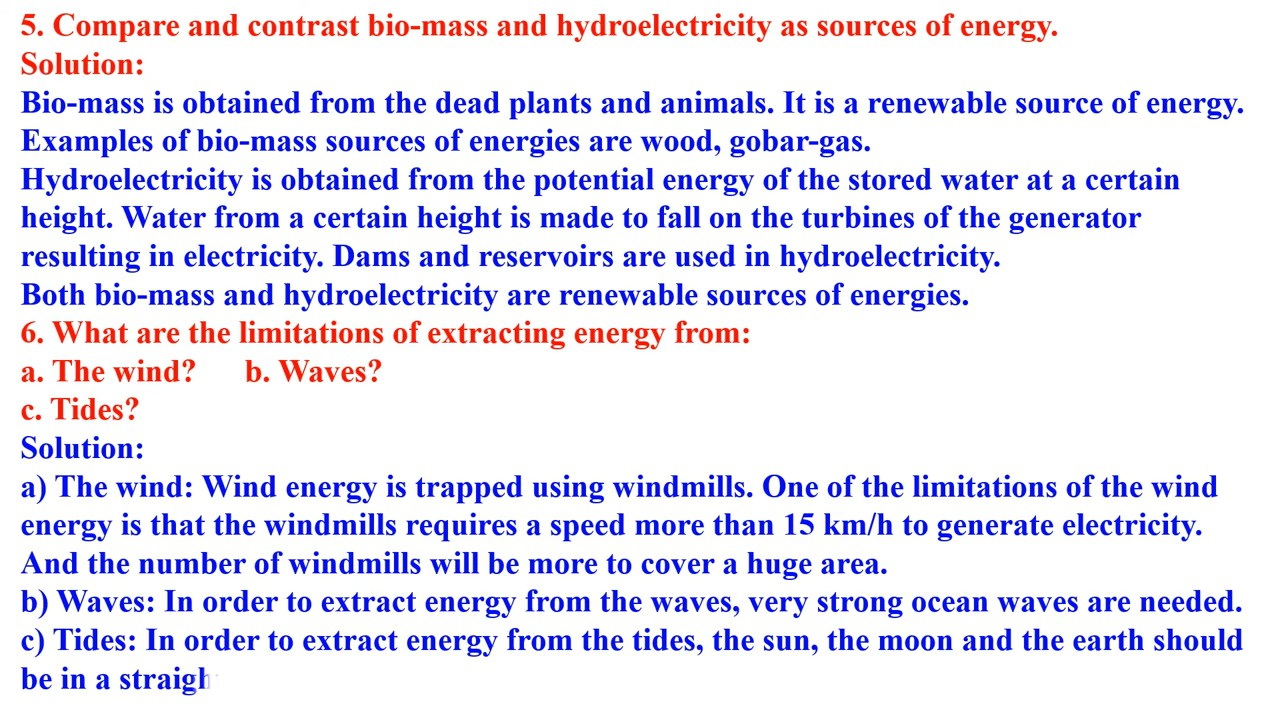 5. Compare and contrast bio-mass and hydroelectricity as sources of energy.
Solution:
Bio-mass is obtained from the dead plants and animals. It is a renewable source of energy.
Examples of bio-mass sources of energies are wood, gobar-gas.
Hydroelectricity is obtained from the potential energy of the stored water at a certain
height. Water from a certain height is made to fall on the turbines of the generator
resulting in electricity. Dams and reservoirs are used in hydroelectricity.
Both bio-mass and hydroelectricity are renewable sources of energies.
6. What are the limitations of extracting energy from:
a. The wind? b. Waves?
c. Tides?
Solution:
a) The wind: Wind energy is trapped using windmills. One of the limitations of the wind
energy is that the windmills requires a speed more than 15 km/h to generate electricity.
And the number of windmills will be more to cover a huge area.
b) Waves: In order to extract energy from the waves, very strong ocean waves are needed.
c) Tides: In order to extract energy from the tides, the sun, the moon and the earth should
be in a